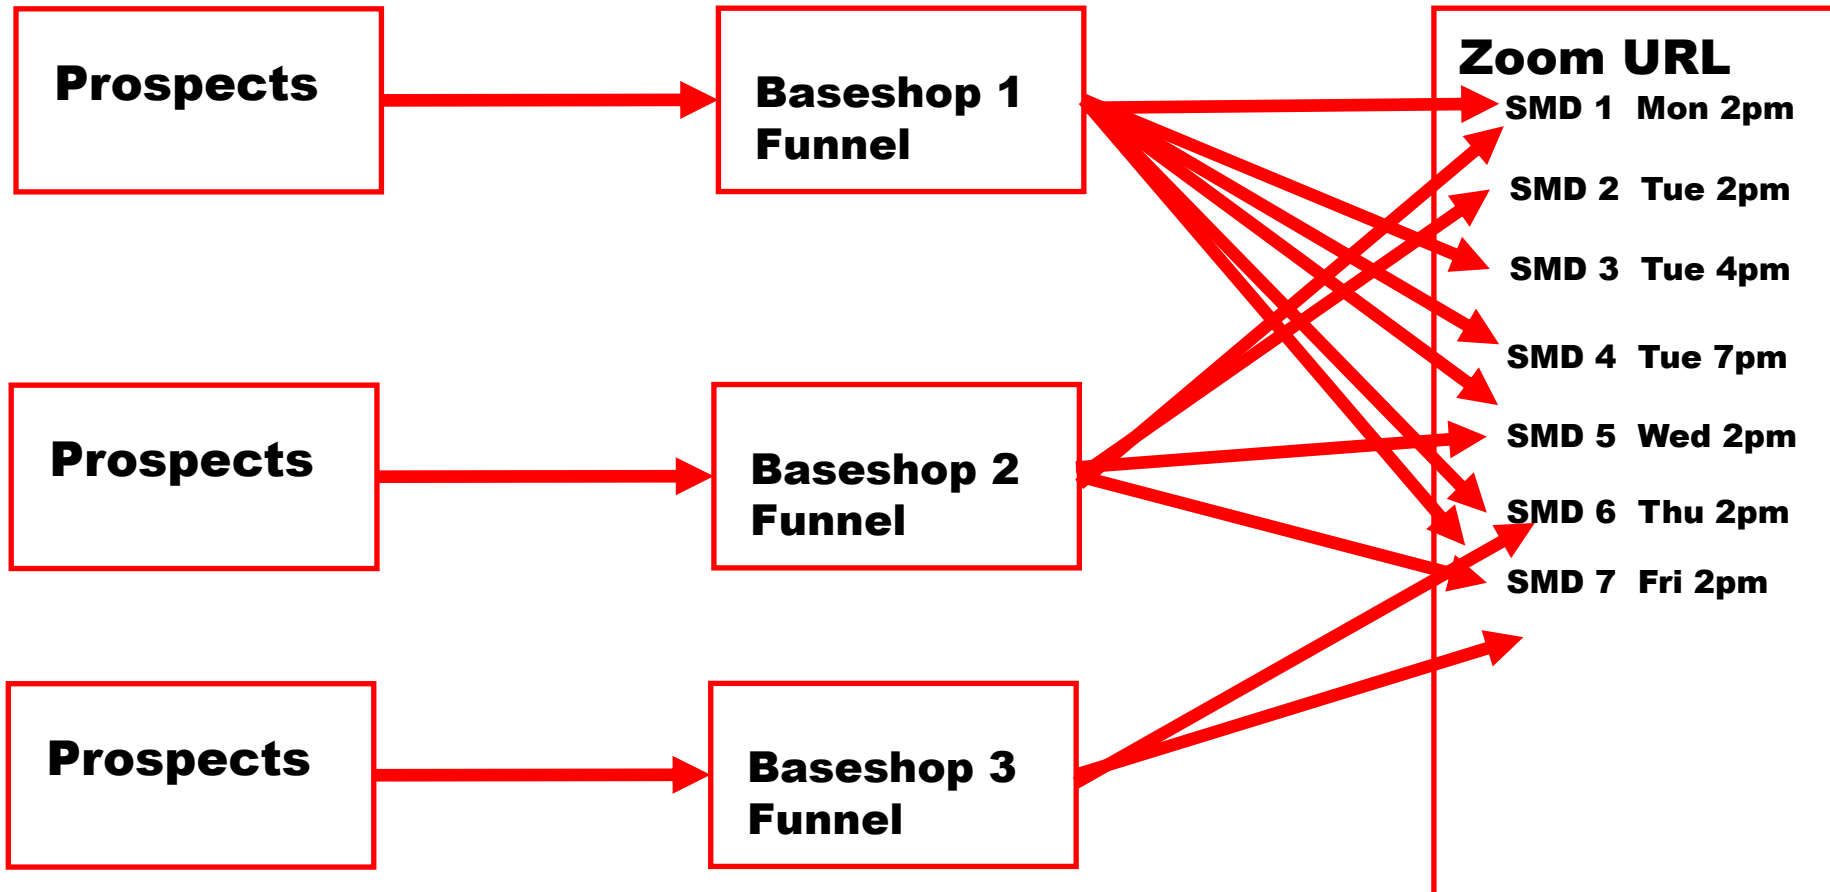 Prospects
Baseshop 1
Funnel
Zoom URL
SMD 1 Mon 2pm
SMD 2 Tue 2pm
SMD 3 Tue 4pm
SMD 4 Tue 7pm
SMD 5 Wed 2pm
SMD 6 Thu 2pm
SMD 7 Fri 2pm
Prospects
Baseshop 2
Funnel
Prospects
Baseshop 3
Funnel